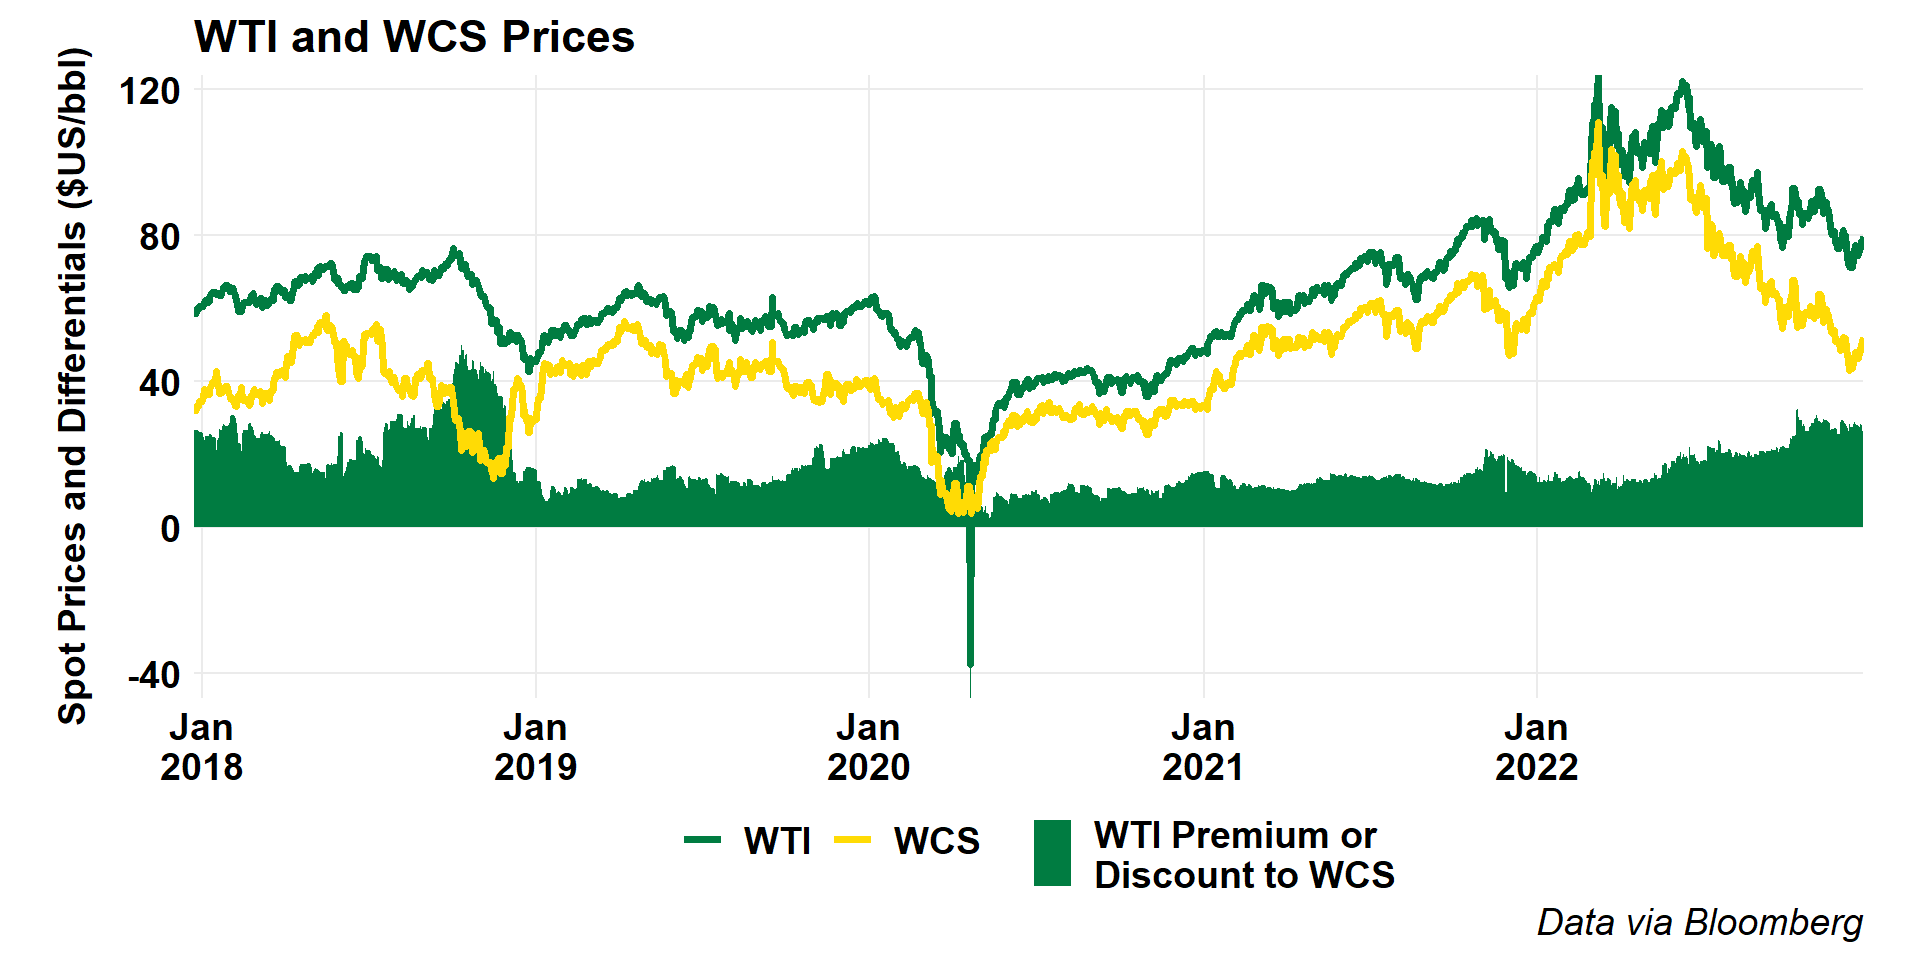 WTI and WCS Prices
Spot Prices and Differentials ($US/bbl)
120
80
40
0
-40
Jan
2018
Jan
2019
Jan
2020
Jan
2021
Jan
2022
WTI
WCS
WTI Premium or
Discount to WCS
Data via Bloomberg